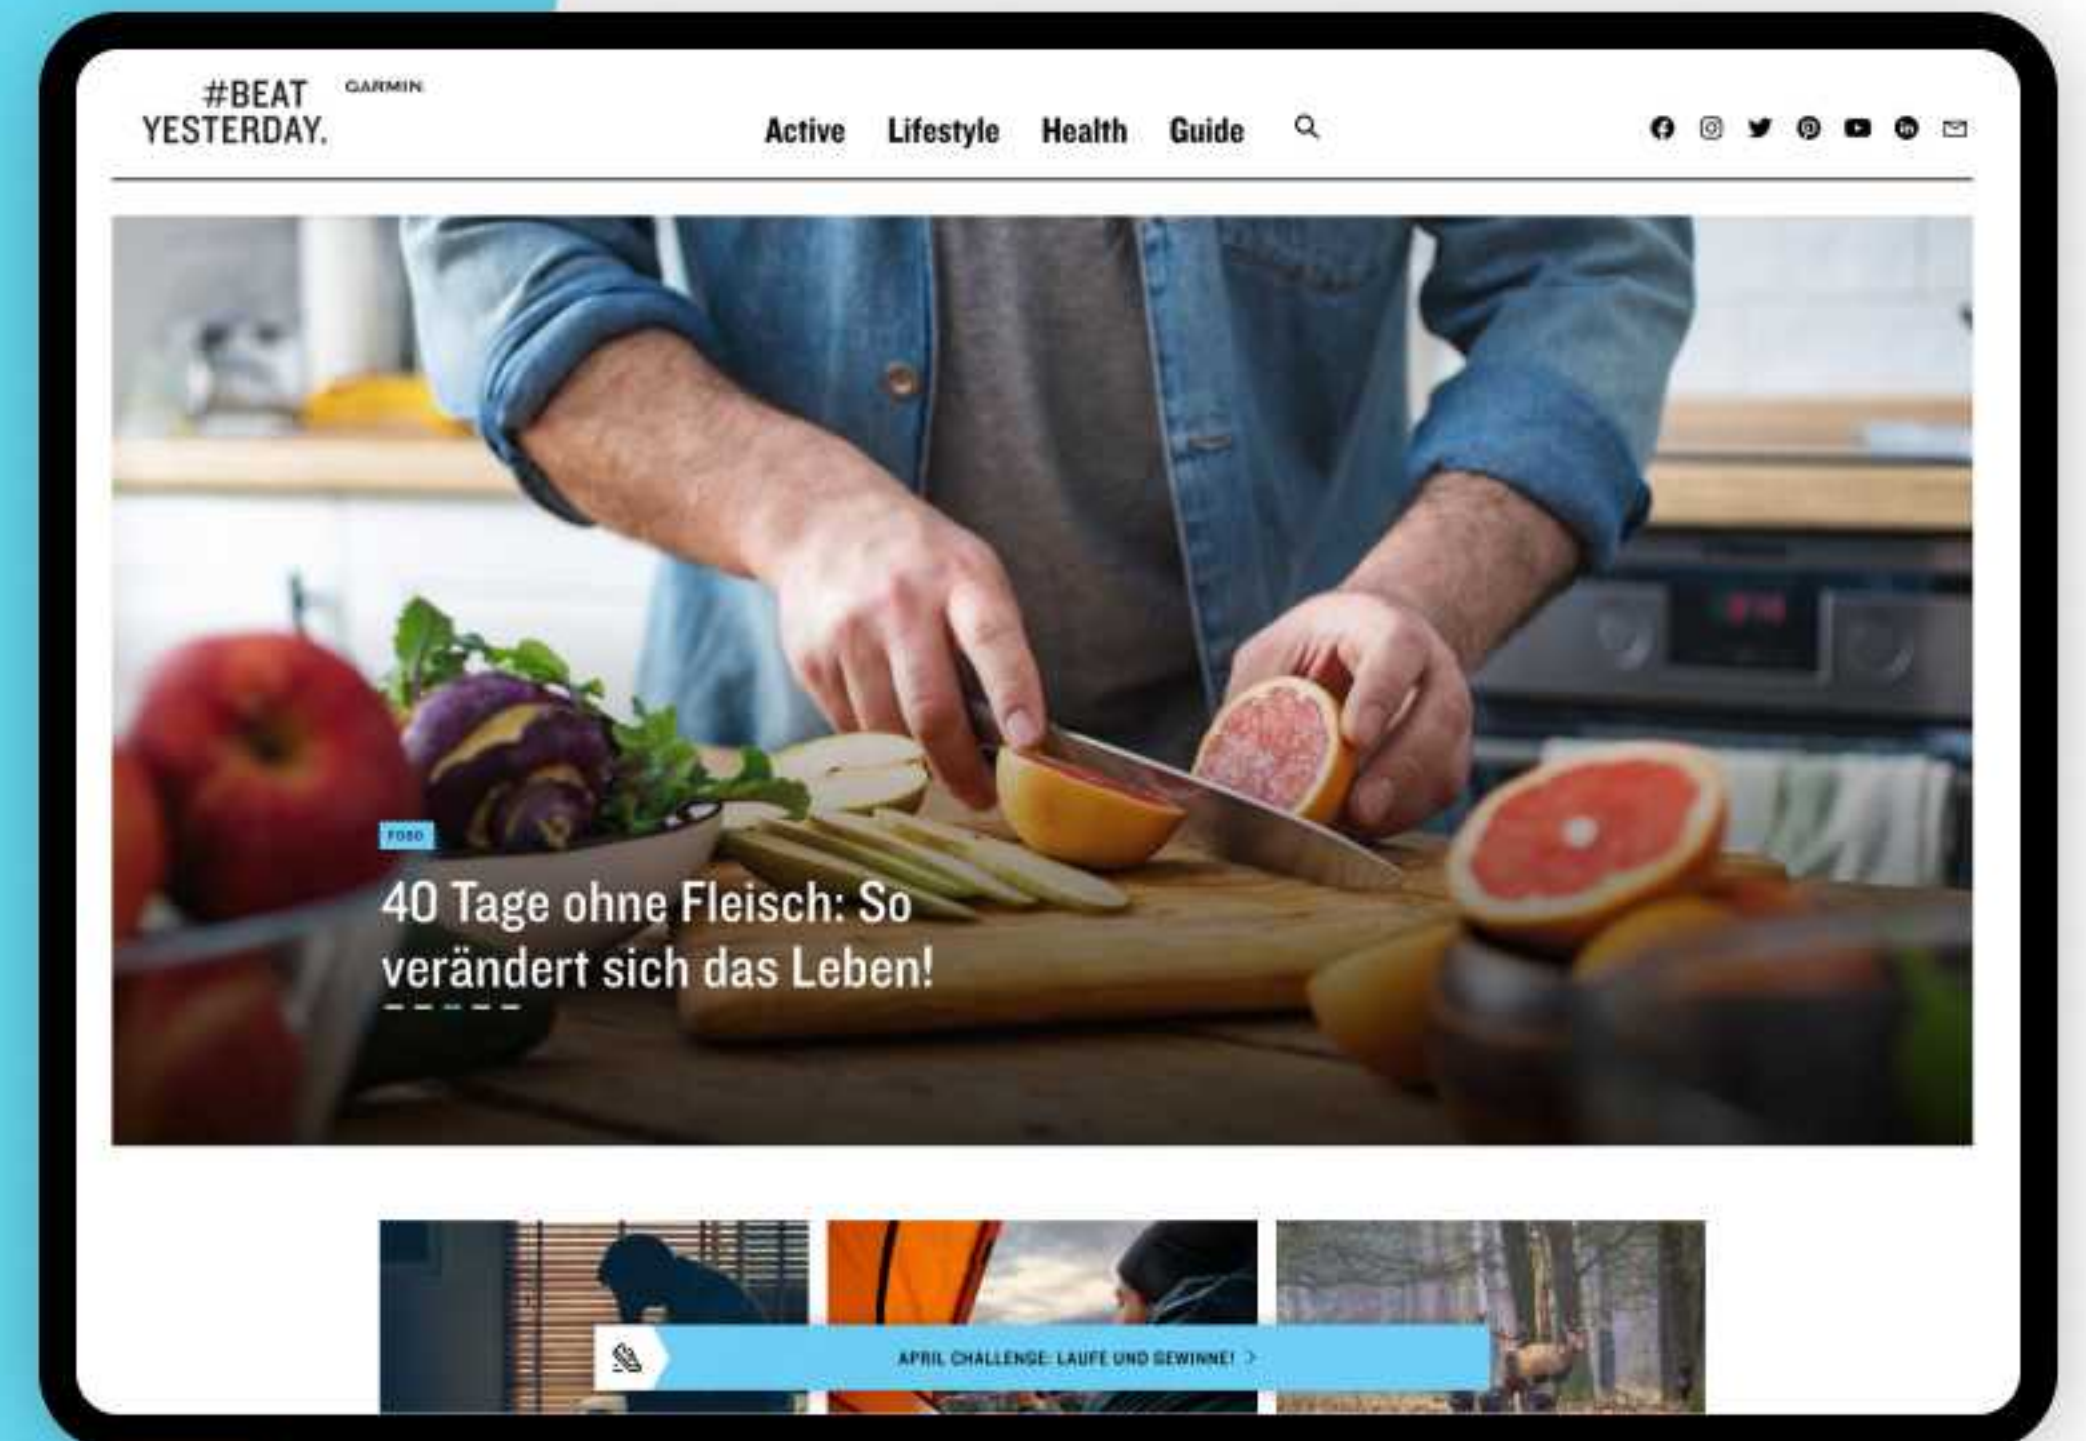 #BEAT
YESTERDAY.
GARMIN
Active Lifestyle Health Guide
FOOD
40 Tage ohne Fleisch: So
verändert sich das Leben!
APRIL CHALLENGE: LAUFE UND GEWINNE! >